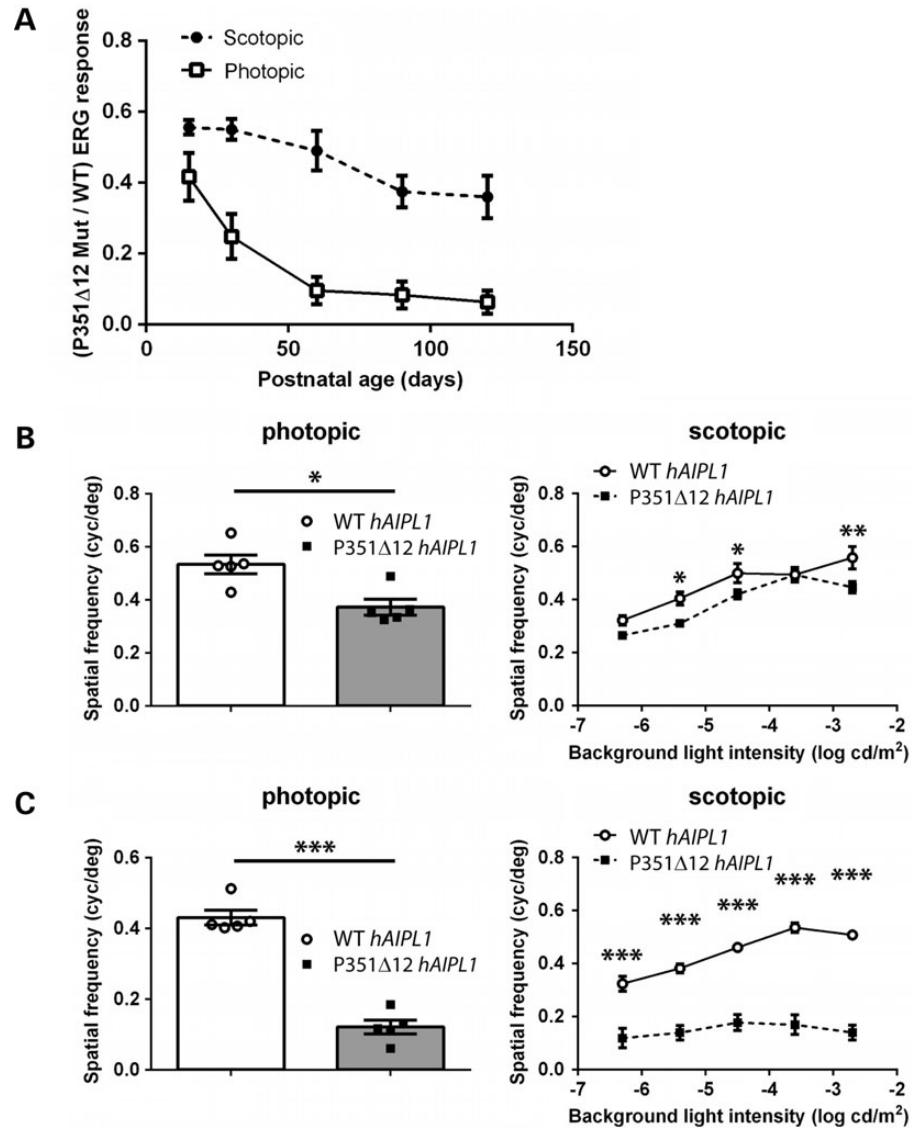 A
(P351Δ12 Mut / WT) ERG response
0.8
0.6
0.4
0.2
0.0
Scotopic
Photopic
0
50
100
150
Postnatal age (days)
B
photopic
Spatial frequency (cyc/deg)
0.8
0.6
0.4
0.2
0.0
*
WT hAIPL1
P351Δ12 hAIPL1
scotopic
Spatial frequency (cyc/deg)
0.8
0.6
0.4
0.2
0.0
WT hAIPL1
P351Δ12 hAIPL1
* * **
-7 -6 -5 -4 -3 -2
Background light intensity (log cd/m²)
C
photopic
Spatial frequency (cyc/deg)
0.6
0.4
0.2
0.0
***
WT hAIPL1
P351Δ12 hAIPL1
scotopic
Spatial frequency (cyc/deg)
0.8
0.6
0.4
0.2
0.0
WT hAIPL1
P351Δ12 hAIPL1
*** *** *** *** ***
-7 -6 -5 -4 -3 -2
Background light intensity (log cd/m²)